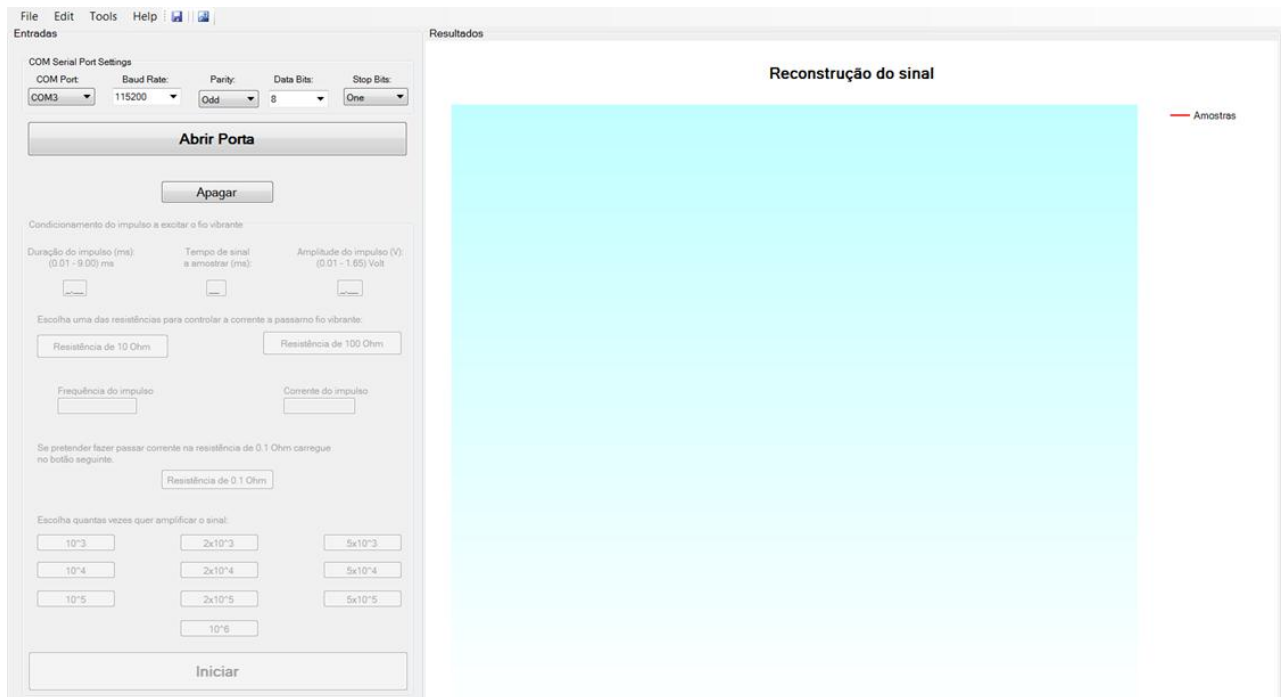 File Edit Tools Help
Entradas
COM Serial Port Settings
COM Port: Baud Rate: Parity: Data Bits: Stop Bits:
COM3 115200 Odd 8 One
Abrir Porta
Apagar
Condicionamento do impulso a excitar o fio vibrante
Duração do impulso (ms): Tempo de sinal Amplitude do impulso (V):
(0.01 - 9.00) ms a amostrar (ms): (0.01 - 1.65) Volt
_.__ __ _.__
Escolha uma das resistências para controlar a corrente a passarno fio vibrante:
Resistência de 10 Ohm Resistência de 100 Ohm
Frequência do impulso Corrente do impulso
Se pretender fazer passar corrente na resistência de 0.1 Ohm carregue
no botão seguinte.
Resistência de 0.1 Ohm
Escolha quantas vezes quer amplificar o sinal:
10^3 2x10^3 5x10^3
10^4 2x10^4 5x10^4
10^5 2x10^5 5x10^5
10^6
Iniciar
Resultados
Reconstrução do sinal
Amostras